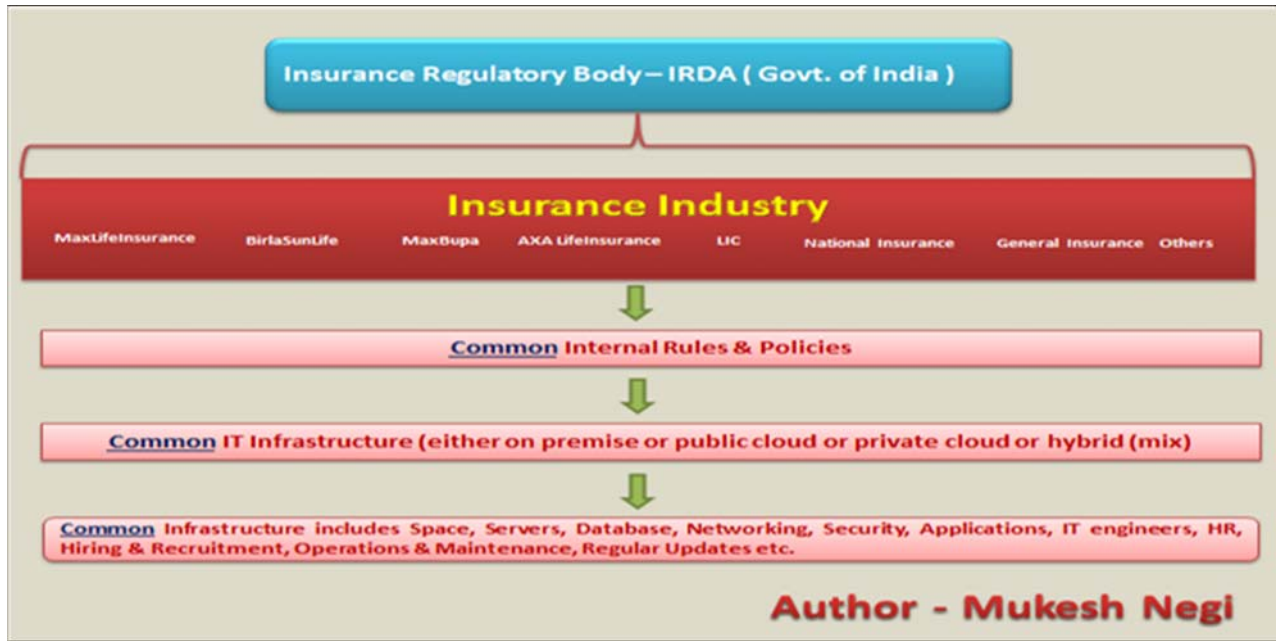 Insurance Regulatory Body– IRDA ( Govt. of India )
Insurance Industry
MaxLifeInsurance BirlaSunLife MaxBupa AXA LifeInsurance LIC National Insurance General Insurance Others
Common Internal Rules & Policies
Common IT Infrastructure (either on premise or public cloud or private cloud or hybrid (mix)
Common Infrastructure includes Space, Servers, Database, Networking, Security, Applications, IT engineers, HR,
Hiring & Recruitment, Operations & Maintenance, Regular Updates etc.
Author - Mukesh Negi